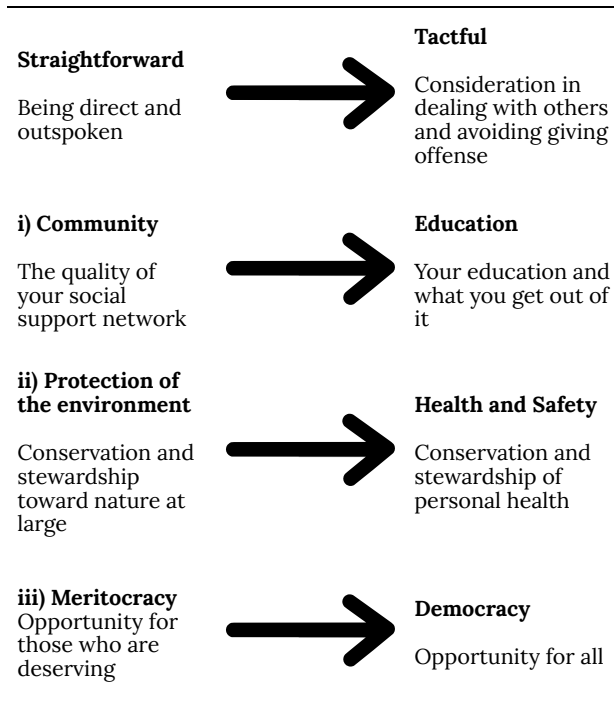 Straightforward
Being direct and
outspoken
Tactful
Consideration in
dealing with others
and avoiding giving
offense
i) Community
The quality of
your social
support network
Education
Your education and
what you get out of
it
ii) Protection of
the environment
Conservation and
stewardship
toward nature at
large
Health and Safety
Conservation and
stewardship of
personal health
iii) Meritocracy
Opportunity for
those who are
deserving
Democracy
Opportunity for all